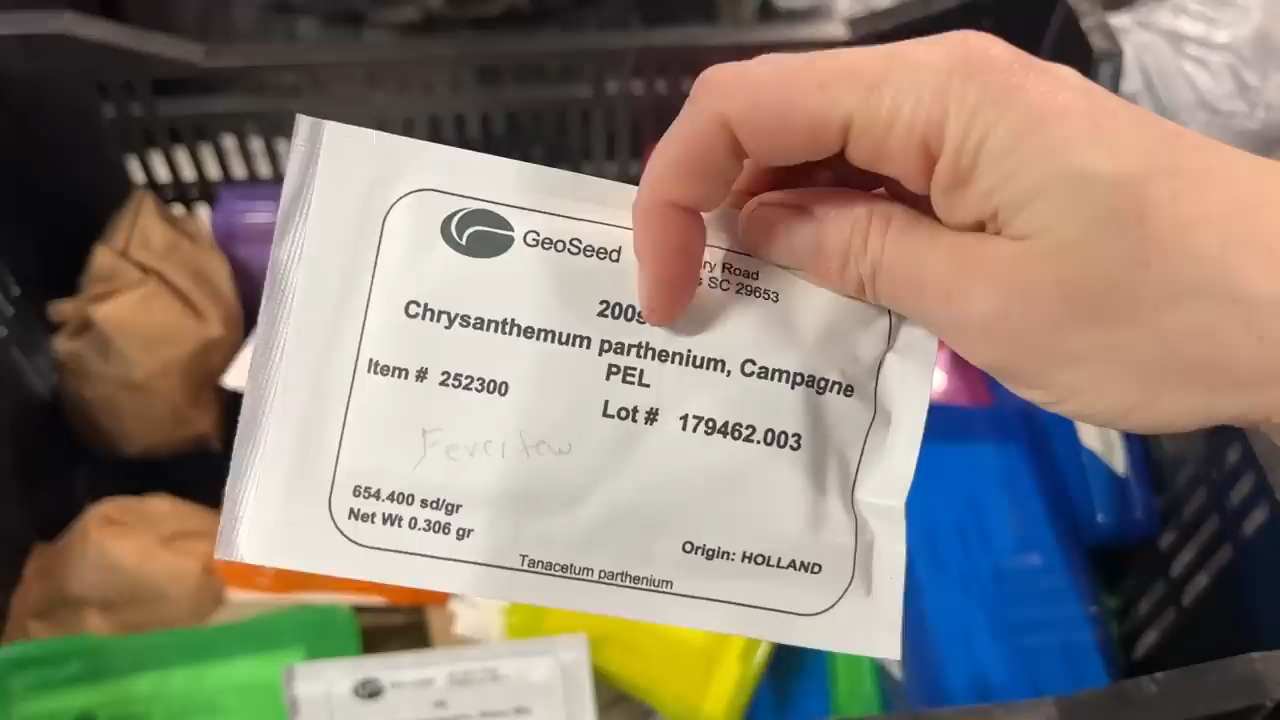 GeoSeed
ry Road
SC 29653
200s
Chrysanthemum parthenium, Campagne
PEL
Item # 252300
Lot # 179462.003
Feverfew
654.400 sd/gr
Net Wt 0.306 gr
Origin: HOLLAND
Tanacetum parthenium